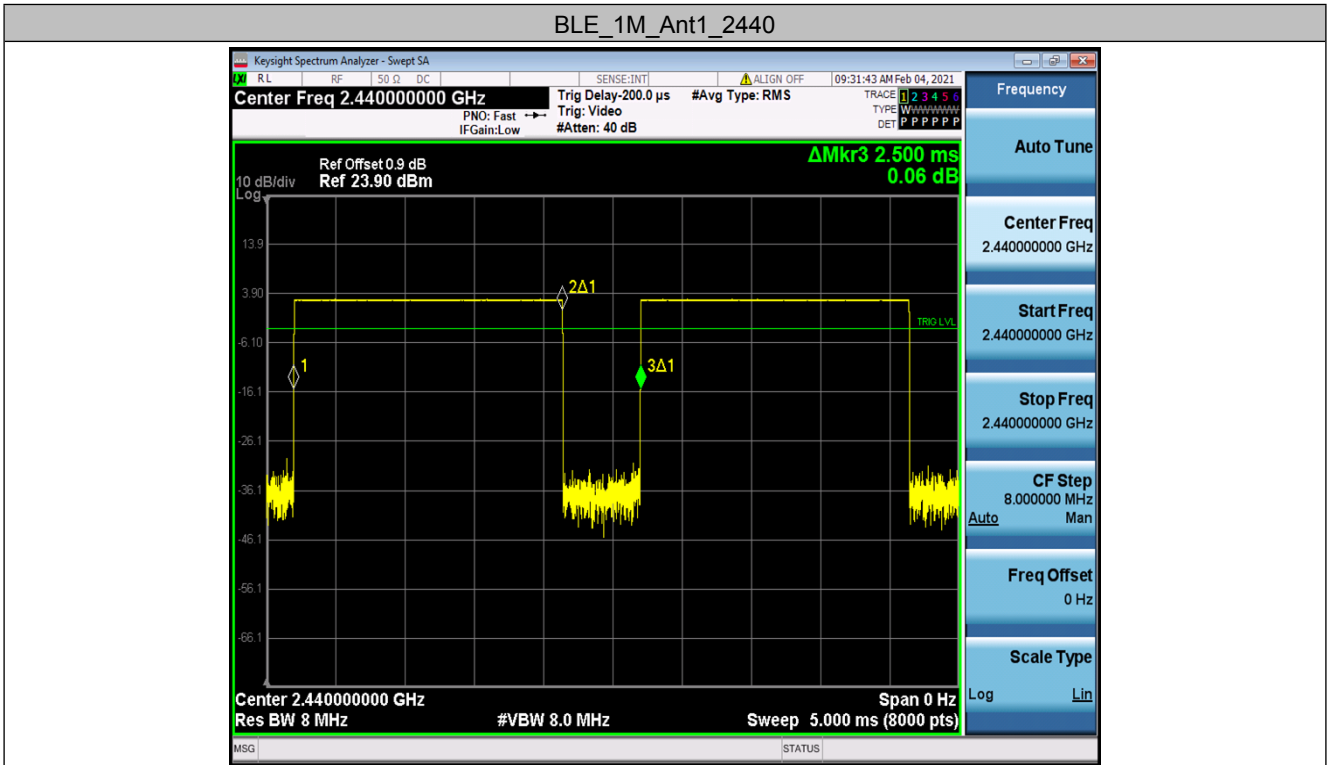 BLE_1M_Ant1_2440
Keysight Spectrum Analyzer - Swept SA
LXI RL RF 50 Ω DC SENSE:INT ALIGN OFF 09:31:43 AM Feb 04, 2021
Center Freq 2.440000000 GHz
PNO: Fast
IFGain:Low
Trig Delay-200.0 µs
Trig: Video
#Atten: 40 dB
#Avg Type: RMS
TRACE 1 2 3 4 5 6
TYPE WWWWWW
DET P P P P P P
Ref Offset 0.9 dB
10 dB/div Ref 23.90 dBm
Log
ΔMkr3 2.500 ms
0.06 dB
13.9
3.90
-6.10
-16.1
-26.1
-36.1
-46.1
-56.1
-66.1
1
2Δ1
3Δ1
TRIG LVL
Center 2.440000000 GHz Span 0 Hz
Res BW 8 MHz #VBW 8.0 MHz Sweep 5.000 ms (8000 pts)
MSG STATUS
Frequency
Auto Tune
Center Freq
2.440000000 GHz
Start Freq
2.440000000 GHz
Stop Freq
2.440000000 GHz
CF Step
8.000000 MHz
Auto Man
Freq Offset
0 Hz
Scale Type
Log Lin